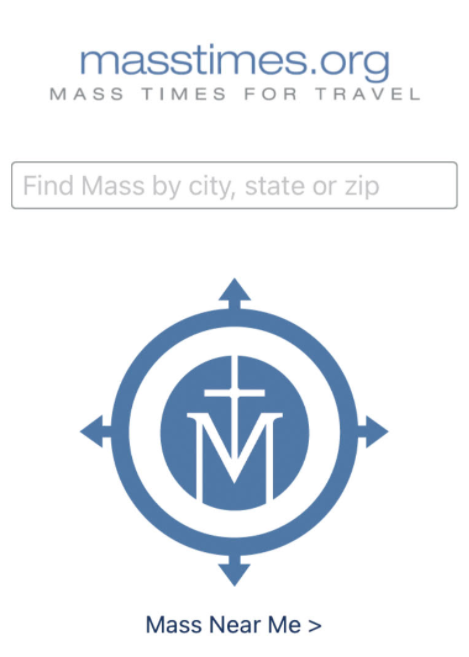 masstimes.org
MASS TIMES FOR TRAVEL
Find Mass by city, state or zip
M
Mass Near Me >